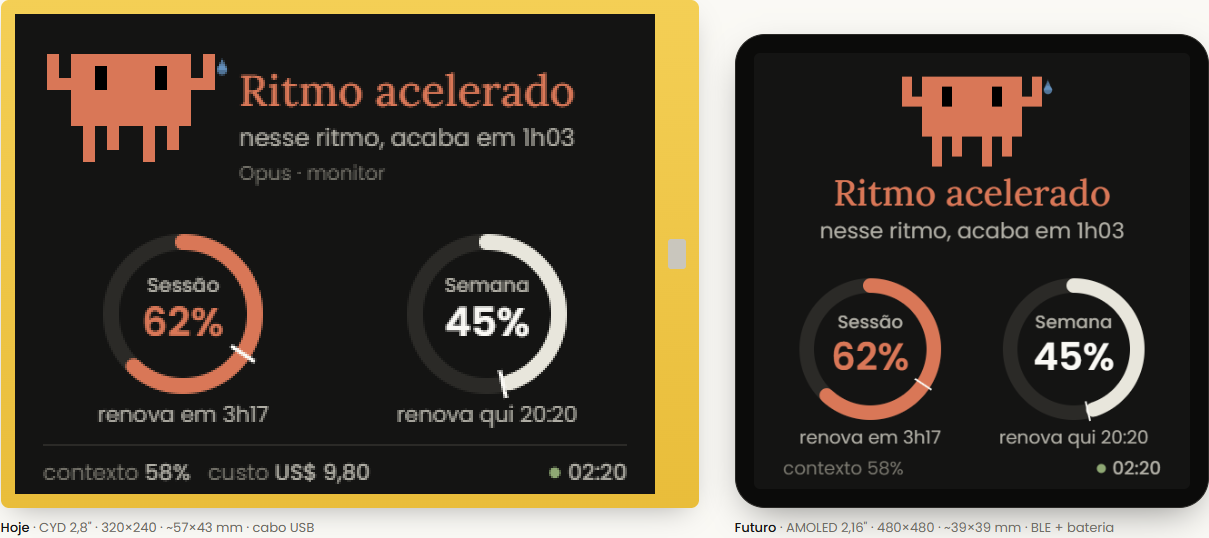 Ritmo acelerado
nesse ritmo, acaba em 1h03
Opus · monitor
Sessão
62%
renova em 3h17
Semana
45%
renova qui 20:20
contexto 58% custo US$ 9,80
02:20
Hoje · CYD 2,8" · 320×240 · ~57×43 mm · cabo USB
Ritmo acelerado
nesse ritmo, acaba em 1h03
Sessão
62%
renova em 3h17
Semana
45%
renova qui 20:20
contexto 58%
02:20
Futuro · AMOLED 2,16" · 480×480 · ~39×39 mm · BLE + bateria